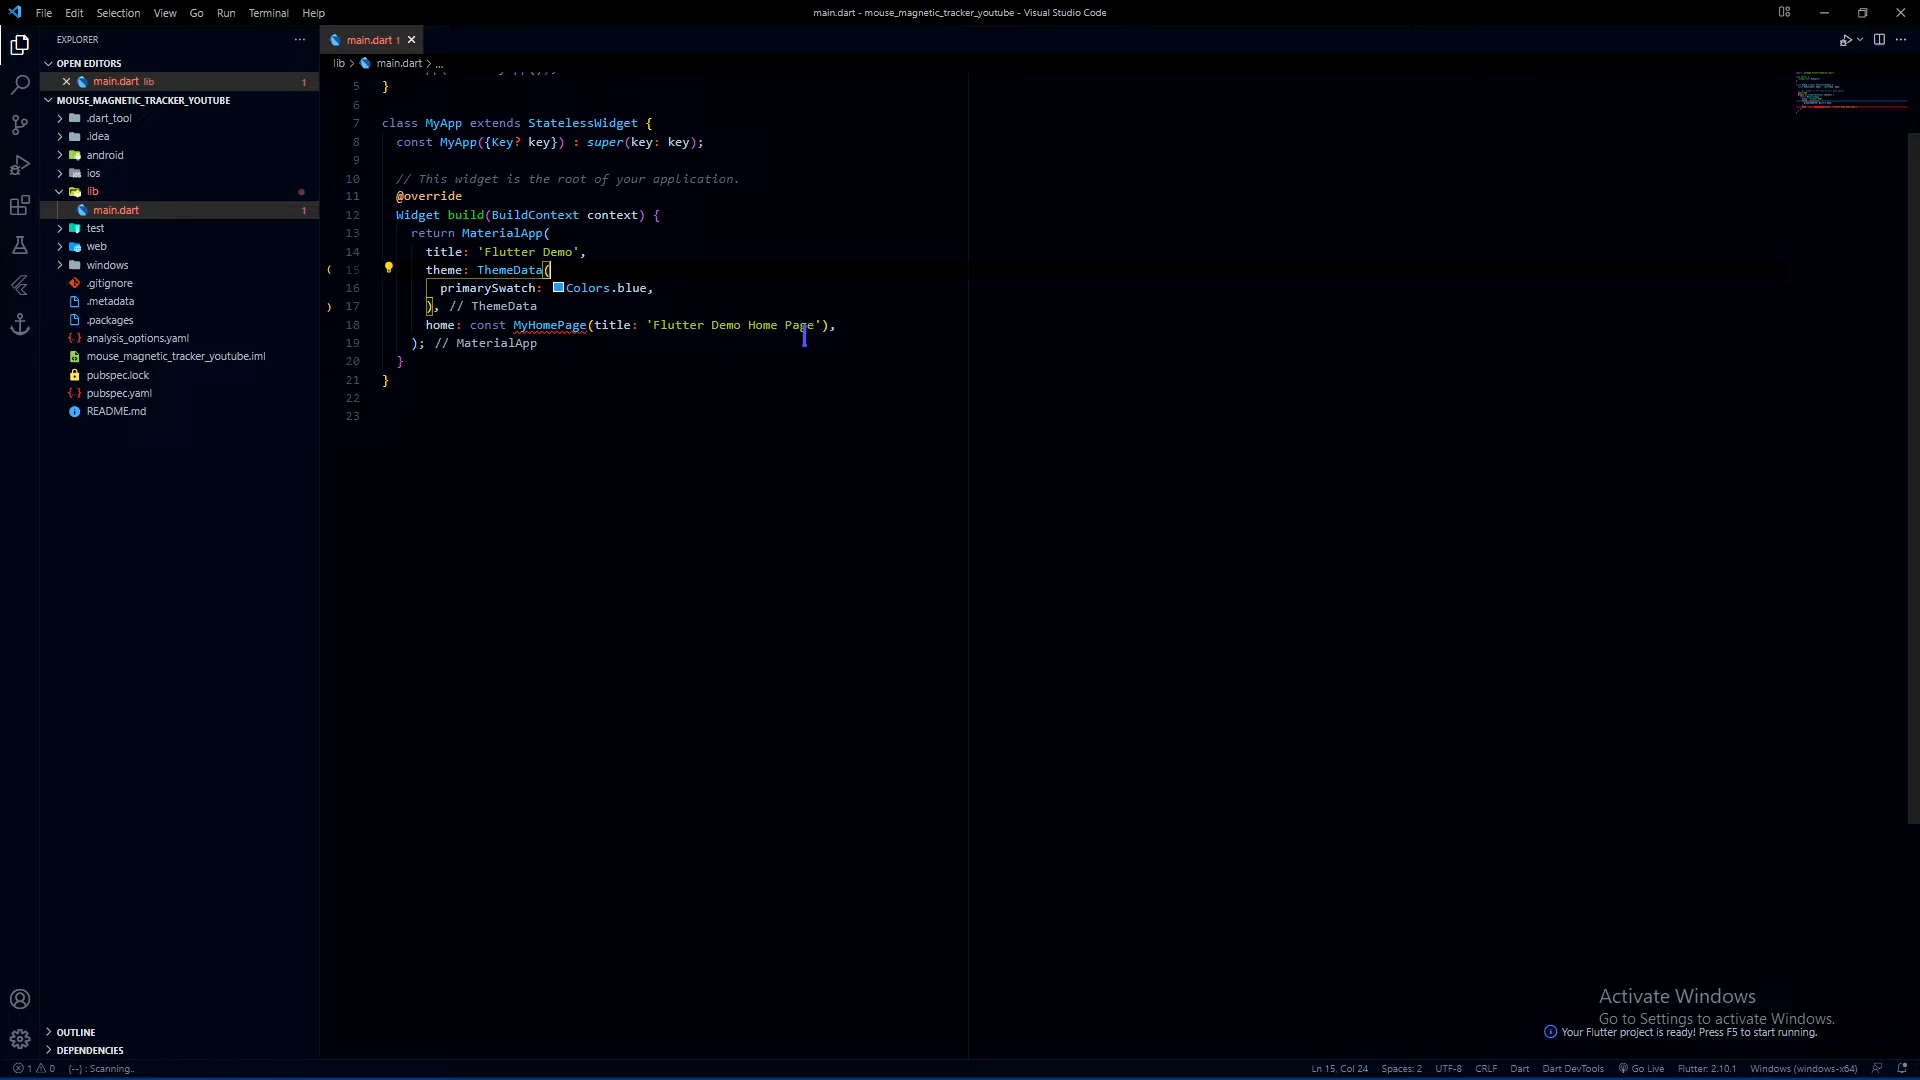 File Edit Selection View Go Run Terminal Help
main.dart - mouse_magnetic_tracker_youtube - Visual Studio Code
EXPLORER
OPEN EDITORS
main.dart lib 1
MOUSE_MAGNETIC_TRACKER_YOUTUBE
.dart_tool
.idea
android
ios
lib
main.dart 1
test
web
windows
.gitignore
.metadata
.packages
analysis_options.yaml
mouse_magnetic_tracker_youtube.iml
pubspec.lock
pubspec.yaml
README.md
OUTLINE
DEPENDENCIES
main.dart 1
lib > main.dart > ...
5 }
6
7 class MyApp extends StatelessWidget {
8 const MyApp({Key? key}) : super(key: key);
9
10 // This widget is the root of your application.
11 @override
12 Widget build(BuildContext context) {
13 return MaterialApp(
14 title: 'Flutter Demo',
15 theme: ThemeData(
16 primarySwatch: Colors.blue,
17 ), // ThemeData
18 home: const MyHomePage(title: 'Flutter Demo Home Page'),
19 ); // MaterialApp
20 }
21 }
22
23
Activate Windows
Go to Settings to activate Windows.
Your Flutter project is ready! Press F5 to start running.
1 0 {--} : Scanning..
Ln 15, Col 24 Spaces: 2 UTF-8 CRLF Dart Dart DevTools Go Live Flutter: 2.10.1 Windows (windows-x64)